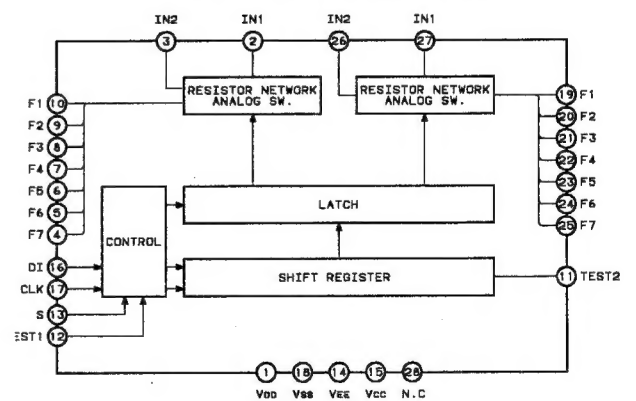 IN2 IN1 IN2 IN1
3 2 26 27
RESISTOR NETWORK
ANALOG SW.
RESISTOR NETWORK
ANALOG SW.
F1 10
F2 9
F3 8
F4 7
F5 6
F6 5
F7 4
19 F1
20 F2
21 F3
22 F4
23 F5
24 F6
25 F7
LATCH
CONTROL
SHIFT REGISTER
DI 16
CLK 17
S 13
EST1 12
11 TEST2
1 18 14 15 28
VDD VSS VEE VCC N.C